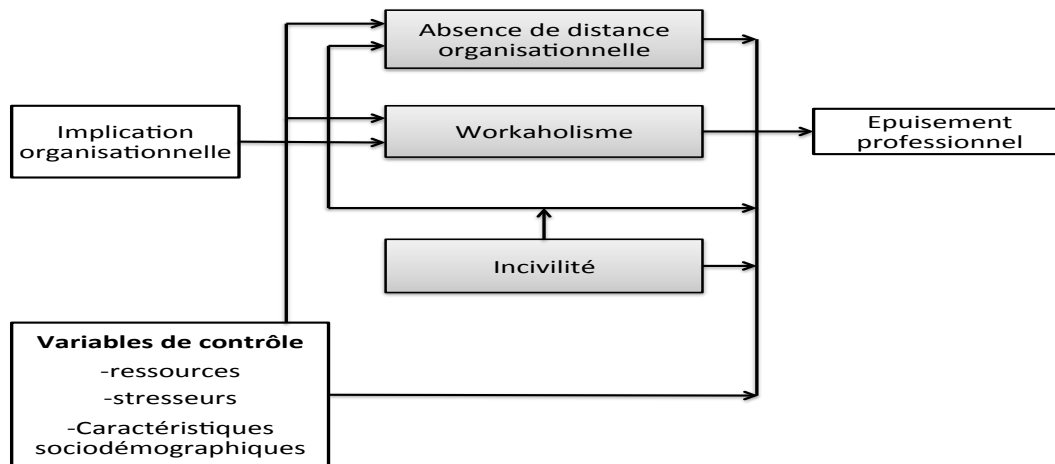 Absence de distance
organisationnelle
Implication
organisationnelle
Workaholisme
Epuisement
professionnel
Incivilité
Variables de contrôle
-ressources
-stresseurs
-Caractéristiques
sociodémographiques